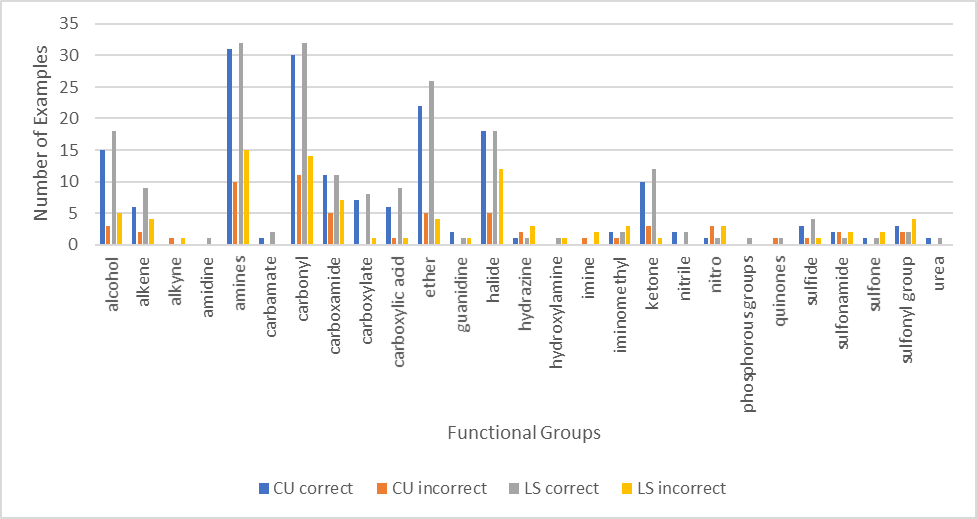 35
30
25
20
15
10
5
0
Number of Examples
alcohol
alkene
alkyne
amidine
amines
carbamate
carbonyl
carboxamide
carboxylate
carboxylic acid
ether
guanidine
halide
hydrazine
hydroxylamine
imine
iminomethyl
ketone
nitrile
nitro
phosphorous groups
quinones
sulfide
sulfonamide
sulfone
sulfonyl group
urea
Functional Groups
CU correct CU incorrect LS correct LS incorrect